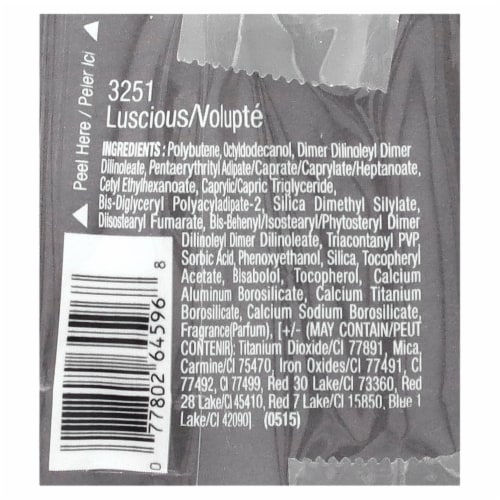 Peel Here / Peler Ici
3251
Luscious/Volupté
INGREDIENTS: Polybutene, Octyldodecanol, Dimer Dilinoleyl Dimer
Dilinoleate, Pentaerythrityl Adipate/Caprate/Caprylate/Heptanoate,
Cetyl Ethylhexanoate, Caprylic/Capric Triglyceride,
Bis-Diglyceryl Polyacyladipate-2, Silica Dimethyl Silylate,
Diisostearyl Fumarate, Bis-Behenyl/Isostearyl/Phytosteryl Dimer
Dilinoleyl Dimer Dilinoleate, Triacontanyl PVP,
Sorbic Acid, Phenoxyethanol, Silica, Tocopheryl
Acetate, Bisabolol, Tocopherol, Calcium
Aluminum Borosilicate, Calcium Titanium
Borosilicate, Calcium Sodium Borosilicate,
Fragrance(Parfum), [+/- (MAY CONTAIN/PEUT
CONTENIR): Titanium Dioxide/CI 77891, Mica,
Carmine/CI 75470, Iron Oxides/CI 77491, CI
77492, CI 77499, Red 30 Lake/CI 73360, Red
28 Lake/CI 45410, Red 7 Lake/CI 15850, Blue 1
Lake/CI 42090] (0515)
0 77802 64596 8